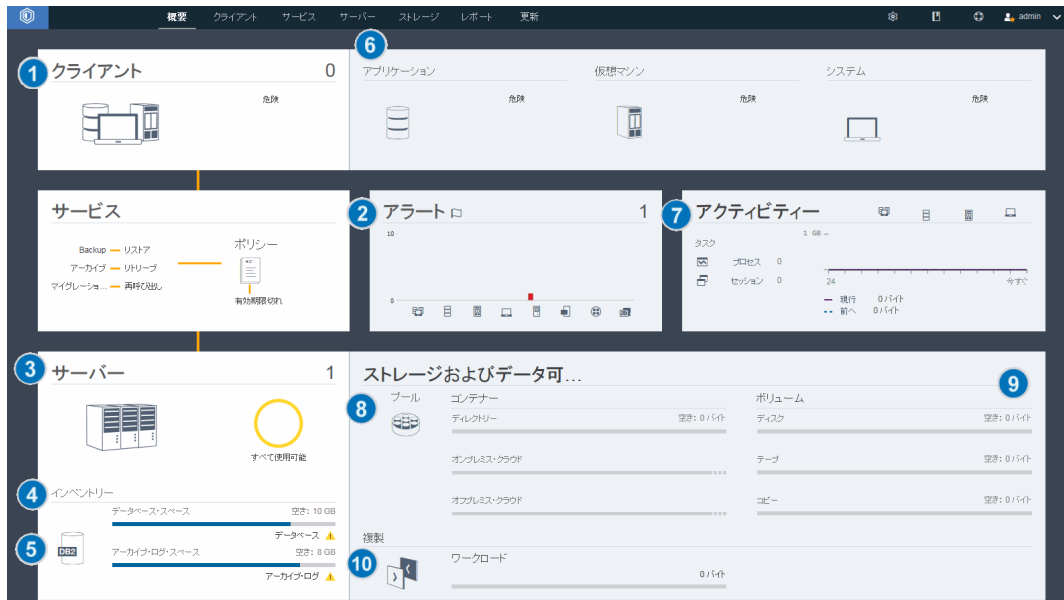 概要 クライアント サービス サーバー ストレージ レポート 更新 admin
6
1 クライアント 0
アプリケーション 仮想マシン システム
危険 危険 危険 危険
サービス
2 アラート 1
7 アクティビティー
Backup リストア
アーカイブ リトリーブ
マイグレーショ... 再呼び出し
ポリシー
有効期限切れ
10
0
タスク
プロセス 0
セッション 0
1 GB
24 今すぐ
現行 0 バイト
前へ 0 バイト
3 サーバー 1
すべて使用可能
4 インベントリー
データベース・スペース 空き: 10 GB
データベース
5 DB2
アーカイブ・ログ・スペース 空き: 8 GB
アーカイブ・ログ
ストレージおよびデータ可...
9
8 プール
コンテナー
ディレクトリー 空き: 0 バイト
オンプレミス・クラウド
オフプレミス・クラウド
ボリューム
ディスク 空き: 0 バイト
テープ 空き: 0 バイト
コピー 空き: 0 バイト
複製
10 ワークロード
0 バイト